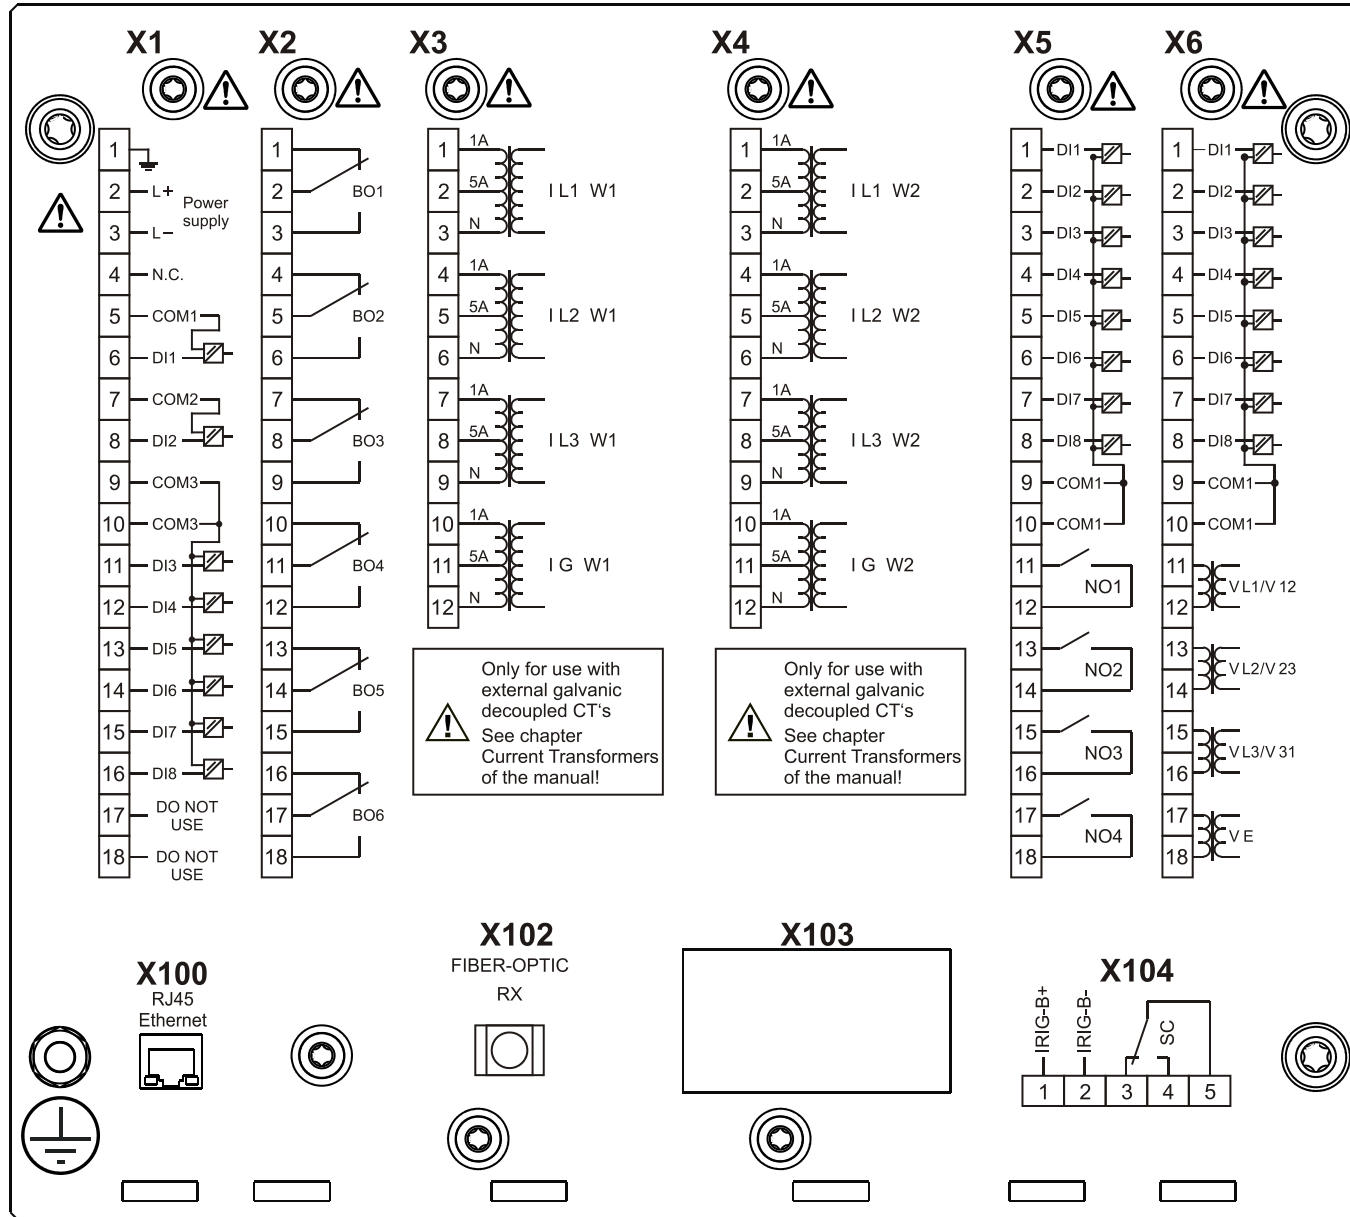 X1
1
2 L+
Power
supply
3 L–
4 N.C.
5 COM1
6 DI1
7 COM2
8 DI2
9 COM3
10 COM3
11 DI3
12 DI4
13 DI5
14 DI6
15 DI7
16 DI8
17 DO NOT
USE
18 DO NOT
USE
X2
1
2 BO1
3
4
5 BO2
6
7
8 BO3
9
10
11 BO4
12
13
14 BO5
15
16
17 BO6
18
X3
1 1A
2 5A I L1 W1
3 N
4 1A
5 5A I L2 W1
6 N
7 1A
8 5A I L3 W1
9 N
10 1A
11 5A I G W1
12 N
Only for use with
external galvanic
decoupled CT‘s
See chapter
Current Transformers
of the manual!
X4
1 1A
2 5A I L1 W2
3 N
4 1A
5 5A I L2 W2
6 N
7 1A
8 5A I L3 W2
9 N
10 1A
11 5A I G W2
12 N
Only for use with
external galvanic
decoupled CT‘s
See chapter
Current Transformers
of the manual!
X5
1 DI1
2 DI2
3 DI3
4 DI4
5 DI5
6 DI6
7 DI7
8 DI8
9 COM1
10 COM1
11
NO1
12
13
NO2
14
15
NO3
16
17
NO4
18
X6
1 DI1
2 DI2
3 DI3
4 DI4
5 DI5
6 DI6
7 DI7
8 DI8
9 COM1
10 COM1
11
V L1/V 12
12
13
V L2/V 23
14
15
V L3/V 31
16
17
V E
18
X100
RJ45
Ethernet
X102
FIBER-OPTIC
RX
X103
X104
IRIG-B+
IRIG-B-
SC
1 2 3 4 5